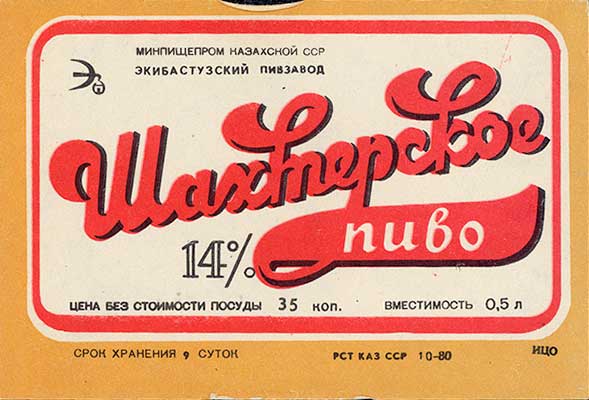 МИНПИЩЕПРОМ КАЗАХСКОЙ ССР
ЭКИБАСТУЗСКИЙ ПИВЗАВОД
Шахтерское
пиво
14%
ЦЕНА БЕЗ СТОИМОСТИ ПОСУДЫ 35 КОП. ВМЕСТИМОСТЬ 0,5 Л
СРОК ХРАНЕНИЯ 9 СУТОК РСТ КАЗ ССР 10-80 ИЦО